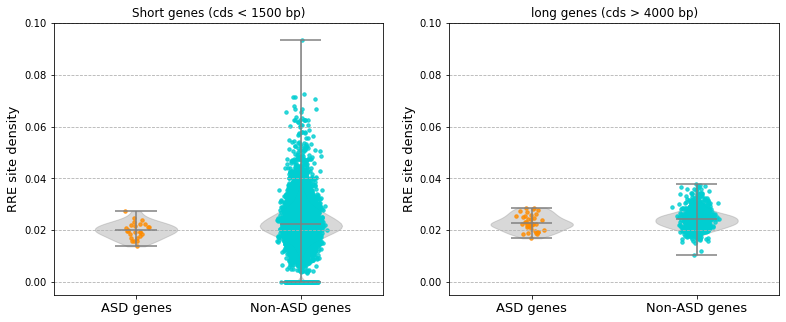 Short genes (cds < 1500 bp)
RRE site density
0.10
0.08
0.06
0.04
0.02
0.00
ASD genes
Non-ASD genes
long genes (cds > 4000 bp)
RRE site density
0.10
0.08
0.06
0.04
0.02
0.00
ASD genes
Non-ASD genes